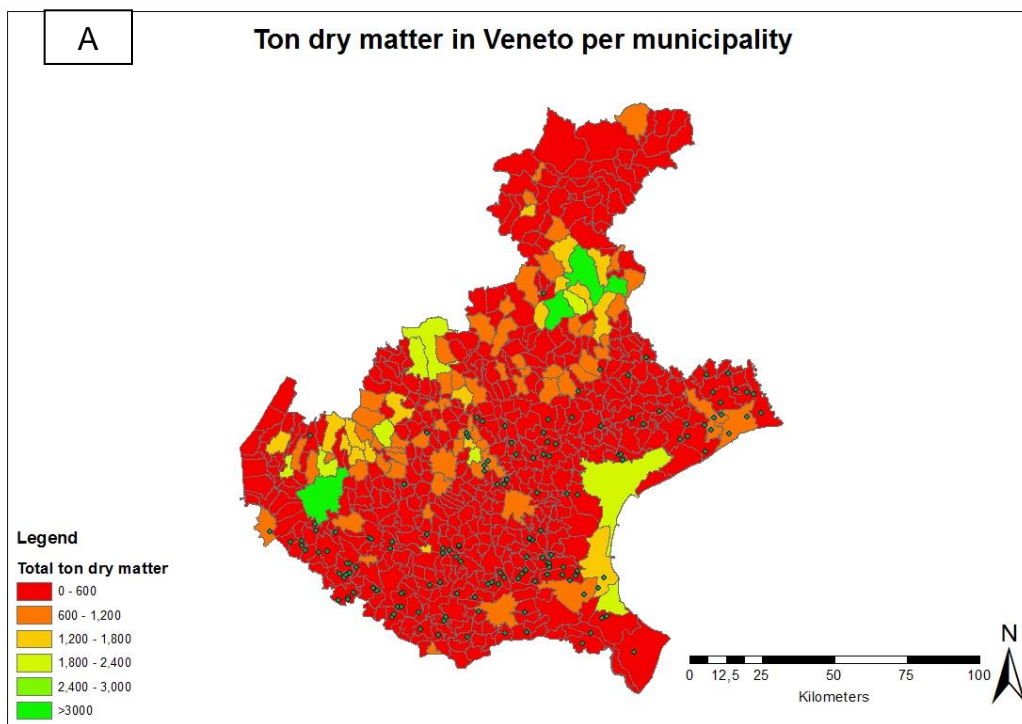 A
Ton dry matter in Veneto per municipality
Legend
Total ton dry matter
0 - 600
600 - 1,200
1,200 - 1,800
1,800 - 2,400
2,400 - 3,000
>3000
N
0 12,5 25 50 75 100
Kilometers